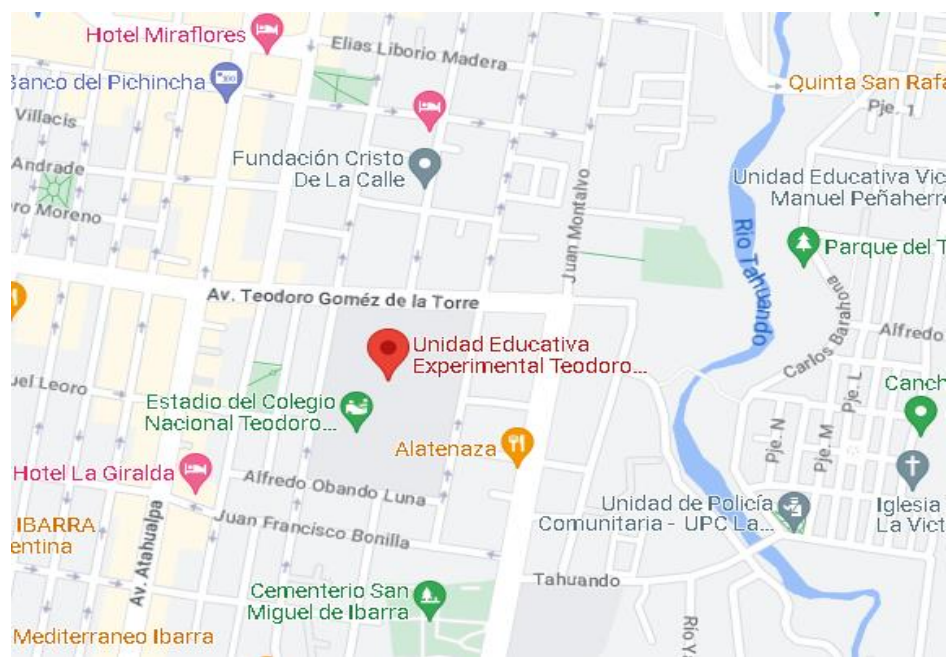 Hotel Miraflores
Elias Liborio Madera
Banco del Pichincha
Quinta San Rafa
Pje. 1
Villacis
Fundación Cristo
De La Calle
Andrade
Unidad Educativa Vic
Manuel Peñaherre
ro Moreno
Juan Montalvo
Rio Tahuando
Parque del T
Av. Teodoro Goméz de la Torre
Carlos Barahona
Alfredo
Unidad Educativa
Experimental Teodoro...
uel Leoro
Pje. L
Canch
Estadio del Colegio
Nacional Teodoro...
Alatenaza
Pje. N
Pje. M
Hotel La Giralda
Alfredo Obando Luna
Iglesia
La Vict
Unidad de Policía
Comunitaria - UPC La...
Juan Francisco Bonilla
IBARRA
entina
Av. Atahualpa
Tahuando
Cementerio San
Miguel de Ibarra
Río Ya
Mediterraneo Ibarra